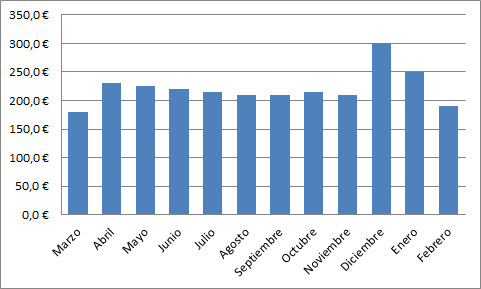 350,0 €
300,0 €
250,0 €
200,0 €
150,0 €
100,0 €
50,0 €
0,0 €
Marzo
Abril
Mayo
Junio
Julio
Agosto
Septiembre
Octubre
Noviembre
Diciembre
Enero
Febrero